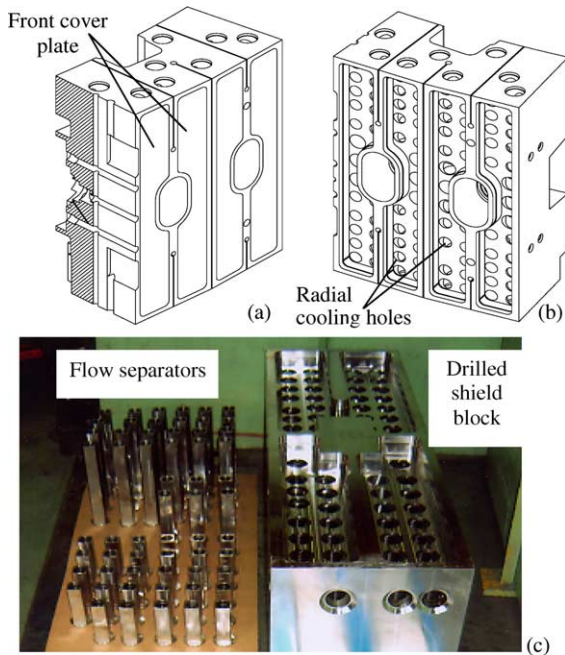 Front cover
plate
(a)
Radial
cooling holes
(b)
Flow separators
Drilled
shield
block
(c)